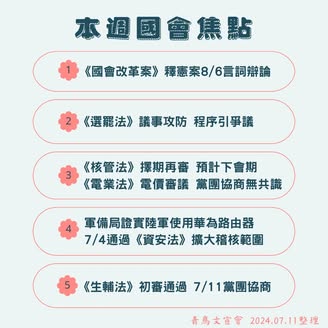 本週國會焦點
1 《國會改革案》釋憲案8/6言詞辯論
2 《選罷法》議事攻防 程序引爭議
3 《核管法》擇期再審 預計下會期
《電業法》電價審議 黨團協商無共識
4 軍備局證實陸軍使用華為路由器
7/4通過《資安法》擴大稽核範圍
5 《生輔法》初審通過 7/11黨團協商
青鳥文宣會 2024.07.11整理